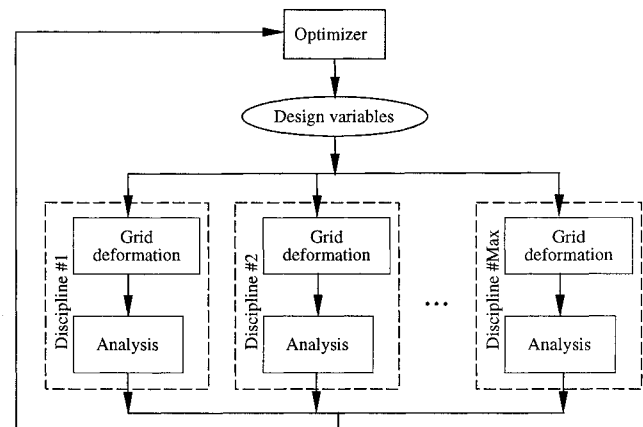 Optimizer
Design variables
Discipline #1
Grid
deformation
Analysis
Discipline #2
Grid
deformation
Analysis
...
Discipline #Max
Grid
deformation
Analysis